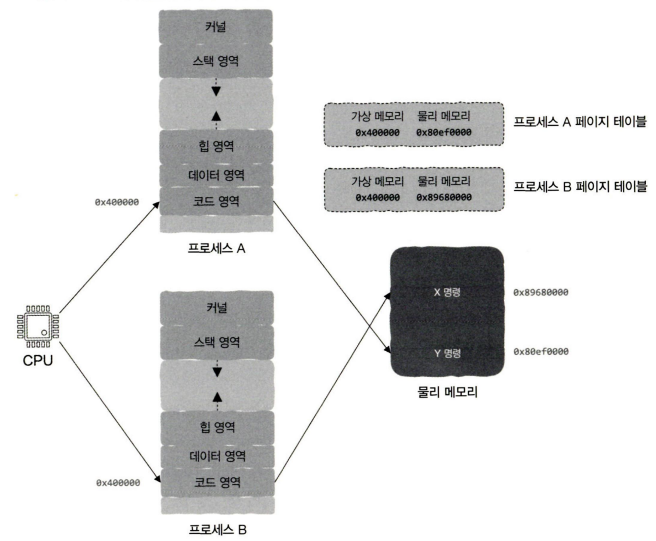 커널
스택 영역
힙 영역
데이터 영역
코드 영역
0x400000
프로세스 A
가상 메모리 물리 메모리
0x400000 0x80ef0000
프로세스 A 페이지 테이블
가상 메모리 물리 메모리
0x400000 0x89680000
프로세스 B 페이지 테이블
CPU
X 명령
0x89680000
Y 명령
0x80ef0000
물리 메모리
커널
스택 영역
힙 영역
데이터 영역
코드 영역
0x400000
프로세스 B